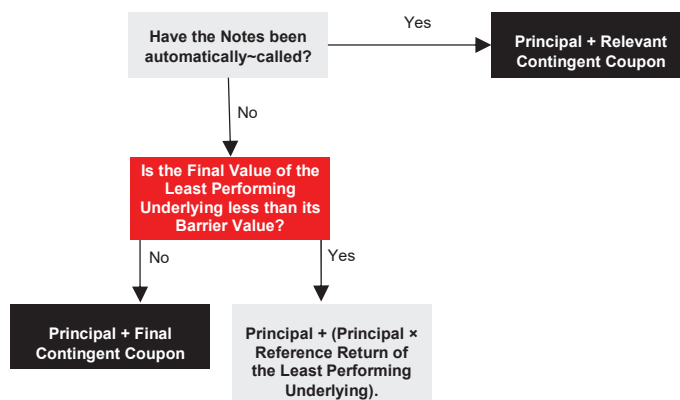 Have the Notes been
automatically~called?
Yes
Principal + Relevant
Contingent Coupon
No
Is the Final Value of the
Least Performing
Underlying less than its
Barrier Value?
No
Yes
Principal + Final
Contingent Coupon
Principal + (Principal ×
Reference Return of
the Least Performing
Underlying).